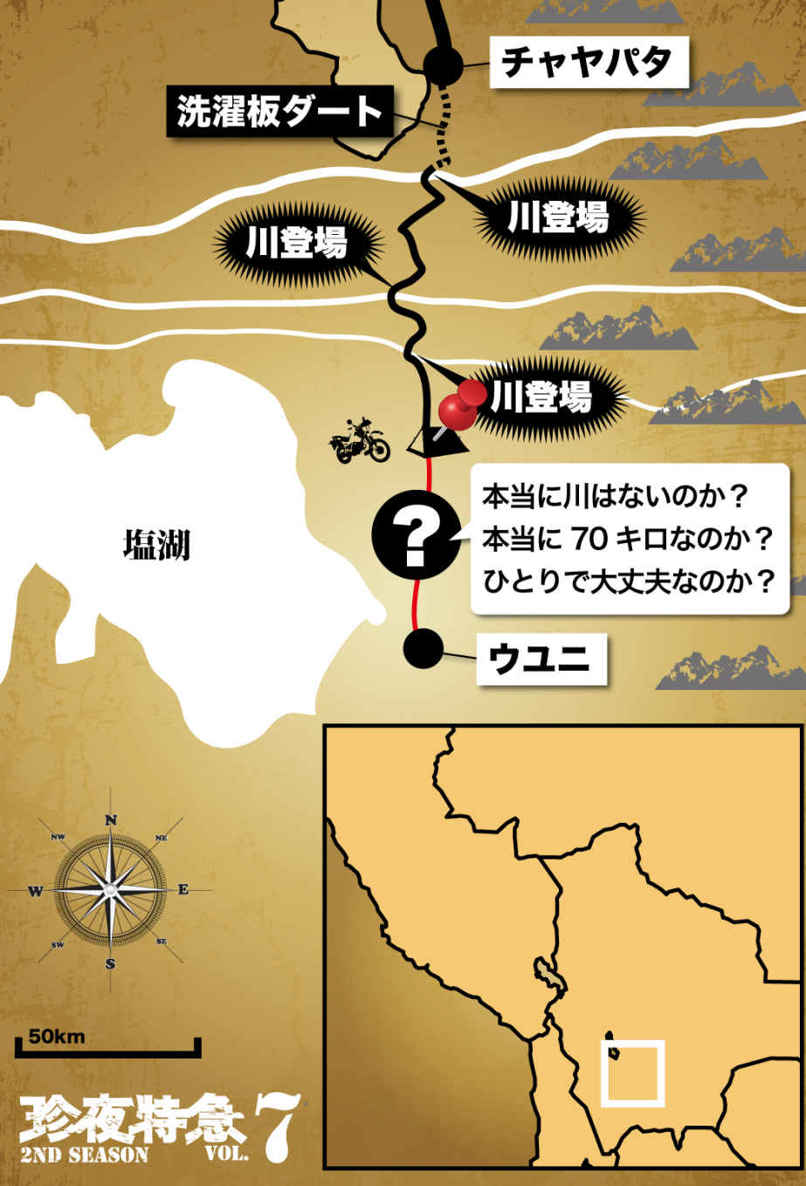 チャヤパタ
洗濯板ダート
川登場
川登場
川登場
?
本当に川はないのか?
本当に 70 キロなのか?
ひとりで大丈夫なのか?
塩湖
ウユニ
N
NW
NE
W
E
SW
SE
S
50km
珍夜特急7
2ND SEASON VOL.